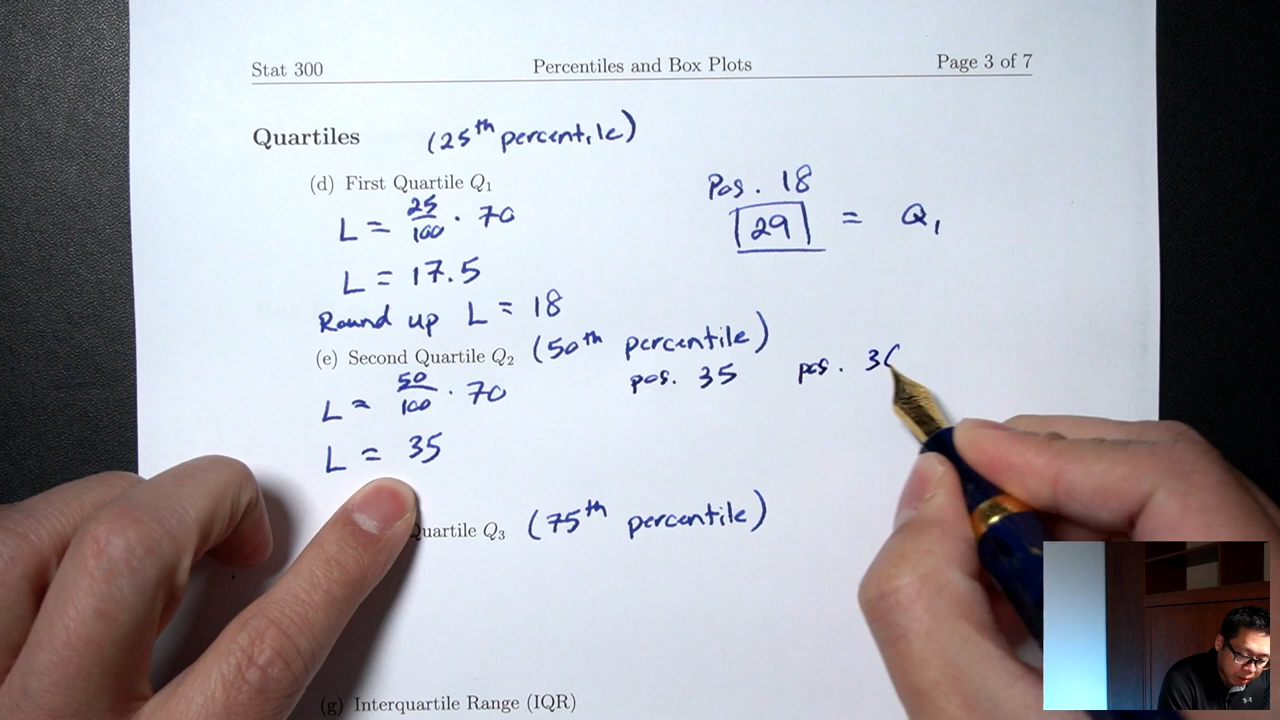 Stat 300 Percentiles and Box Plots Page 3 of 7
Quartiles (25th percentile)
(d) First Quartile Q1
L = 25/100 · 70
L = 17.5
Round up L = 18
Pos. 18
29 = Q1
(e) Second Quartile Q2 (50th percentile)
L = 50/100 · 70
L = 35
pos. 35 pos.
Quartile Q3 (75th percentile)
(g) Interquartile Range (IQR)